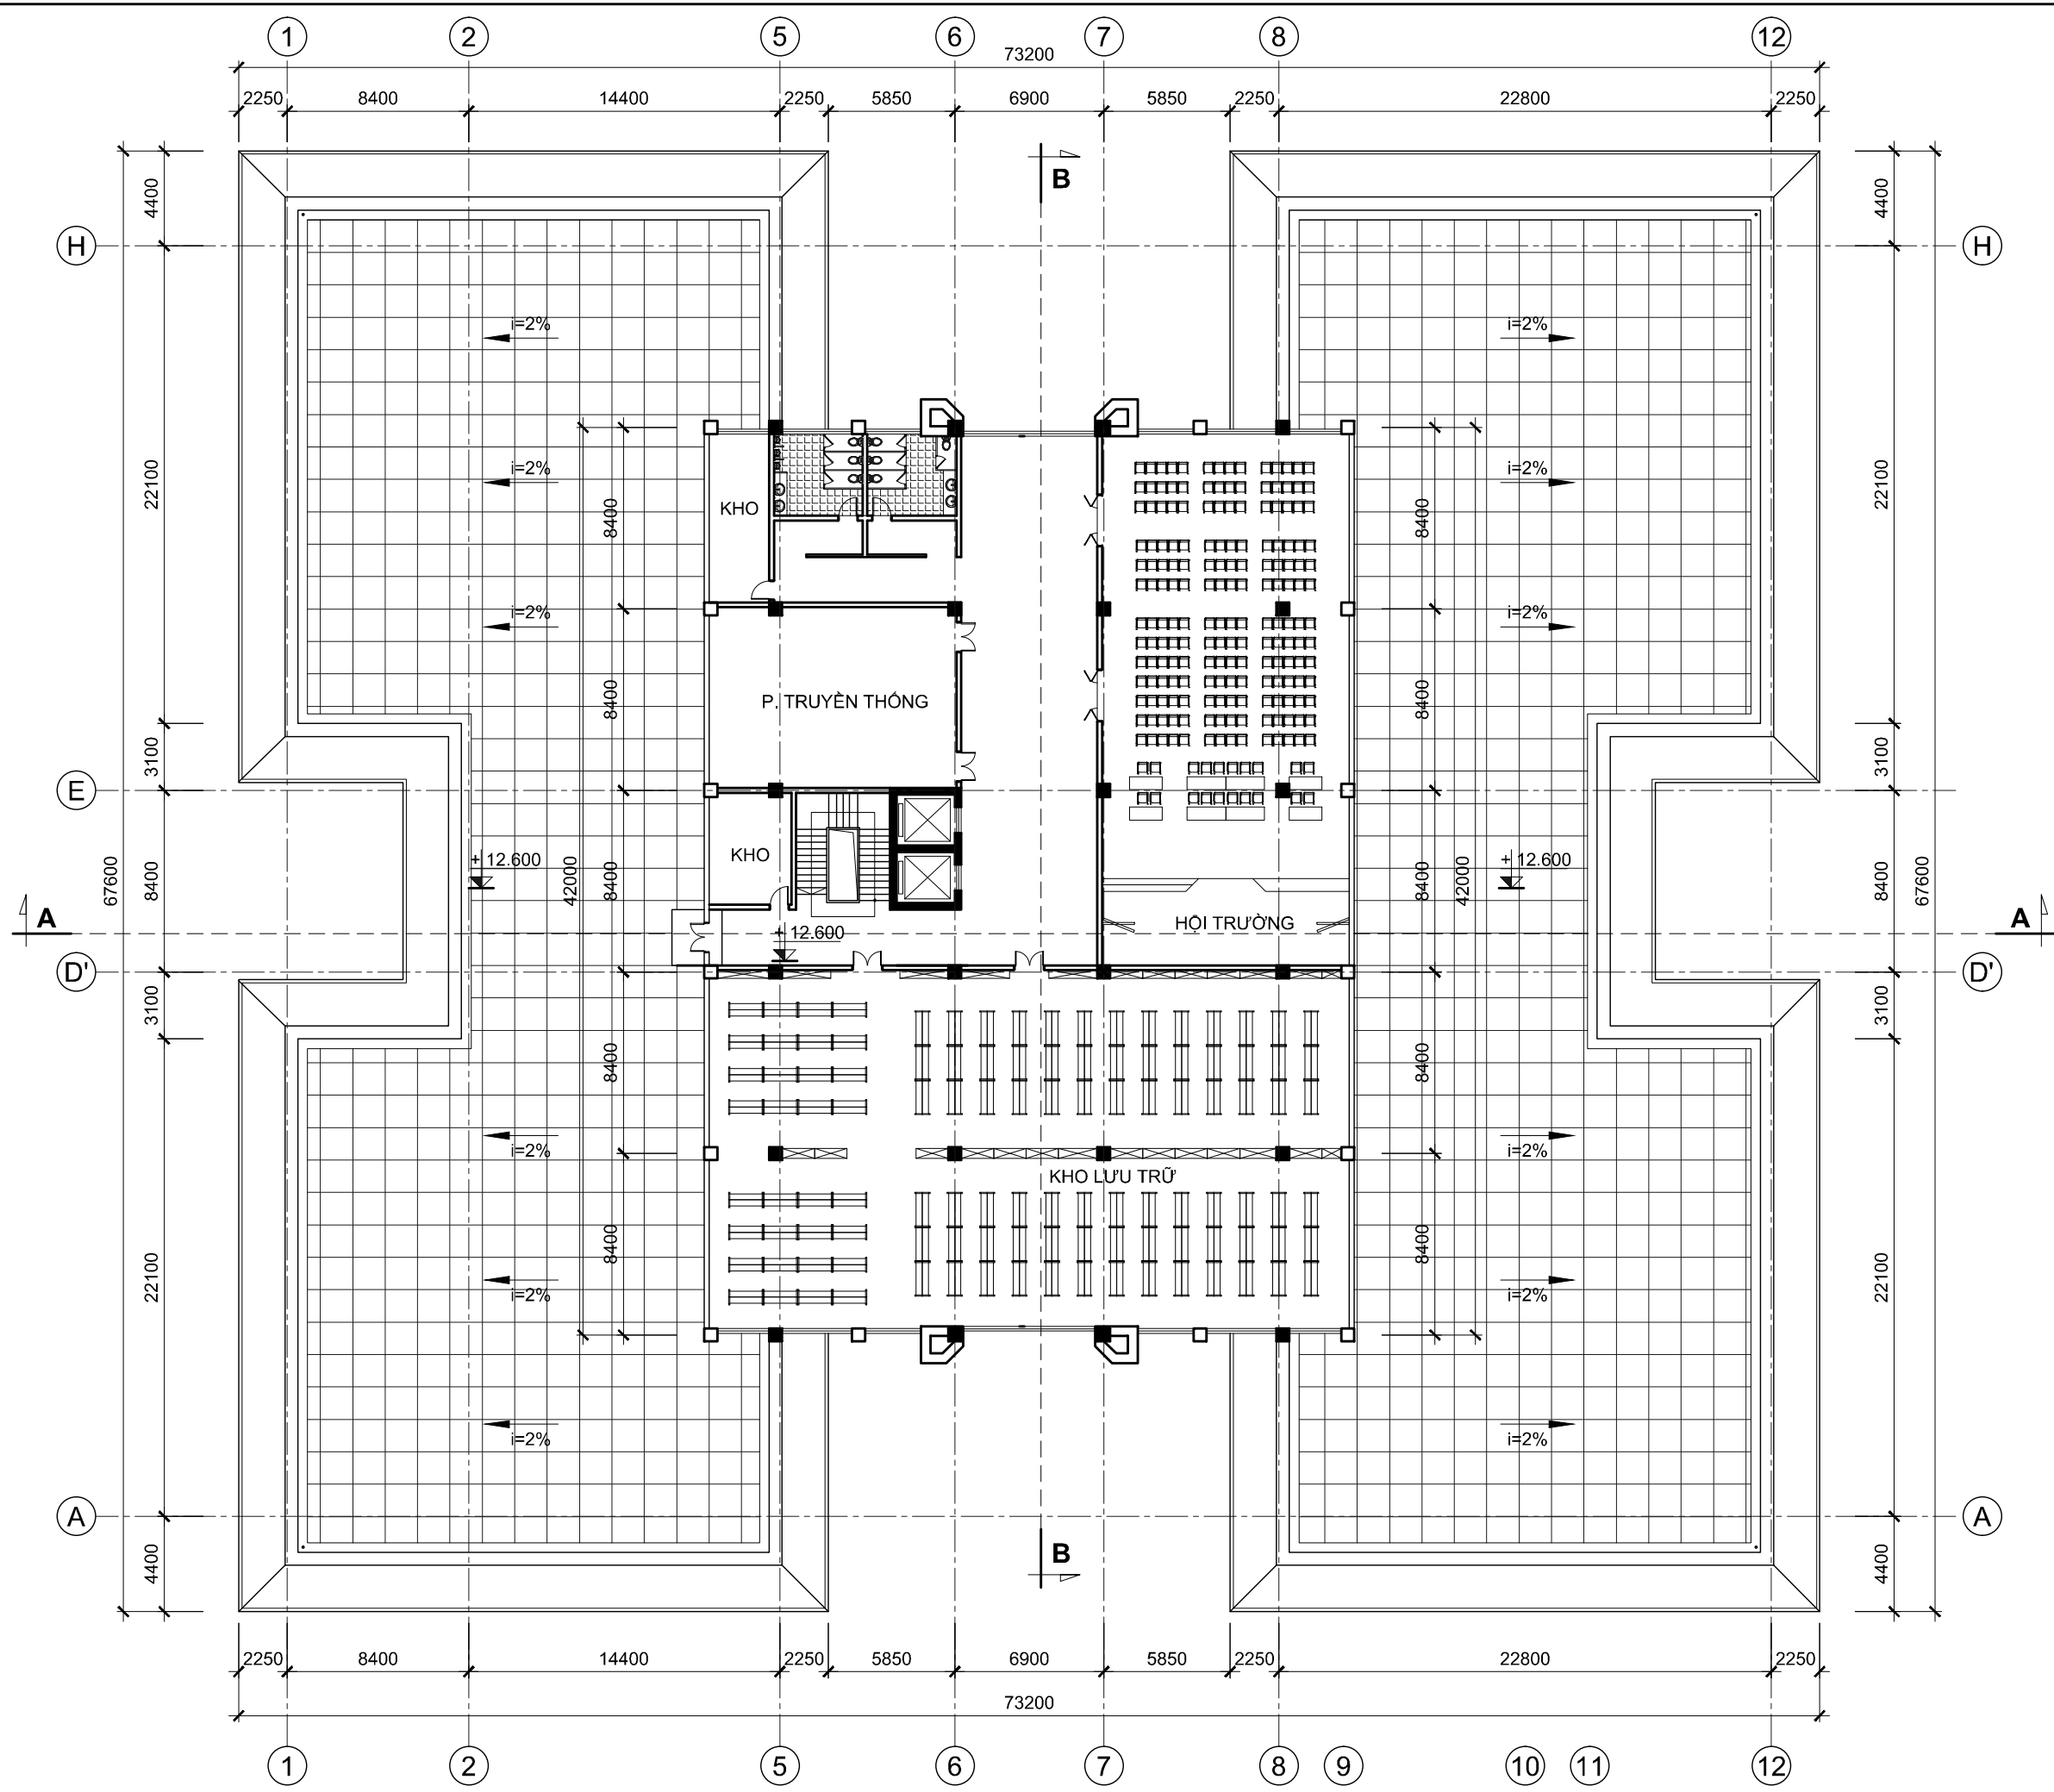 1 2 5 6 7 8 12
73200
2250 8400 14400 2250 5850 6900 5850 2250 22800 2250
B
4400 4400
H H
i=2% i=2%
22100 i=2% 8400 KHO 8400 i=2% 22100
i=2% i=2%
8400 P. TRUYỀN THỐNG 8400
3100 3100
E E
67600 8400 + 12.600 42000 8400 KHO 8400 42000 + 12.600 8400 67600
A + 12.600 HỘI TRƯỜNG A
D' D'
3100 3100
8400 8400
i=2% i=2%
KHO LƯU TRỮ
22100 8400 8400 22100
i=2% i=2%
i=2% i=2%
A A
B
4400 4400
2250 8400 14400 2250 5850 6900 5850 2250 22800 2250
73200
1 2 5 6 7 8 9 10 11 12